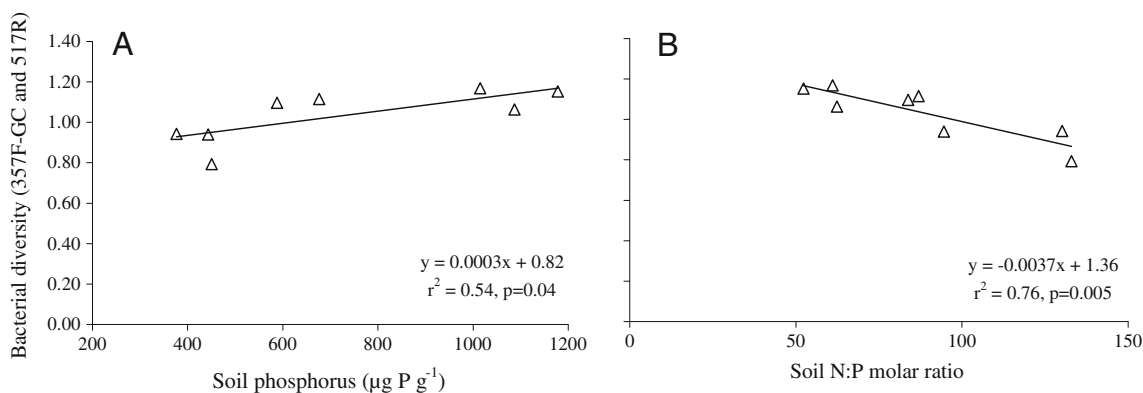 A
B
Bacterial diversity (357F-GC and 517R)
1.40
1.20
1.00
0.80
0.60
0.40
0.20
0.00
y = 0.0003x + 0.82
r² = 0.54, p=0.04
y = -0.0037x + 1.36
r² = 0.76, p=0.005
200 400 600 800 1000 1200
0 50 100 150
Soil phosphorus (µg P g⁻¹)
Soil N:P molar ratio